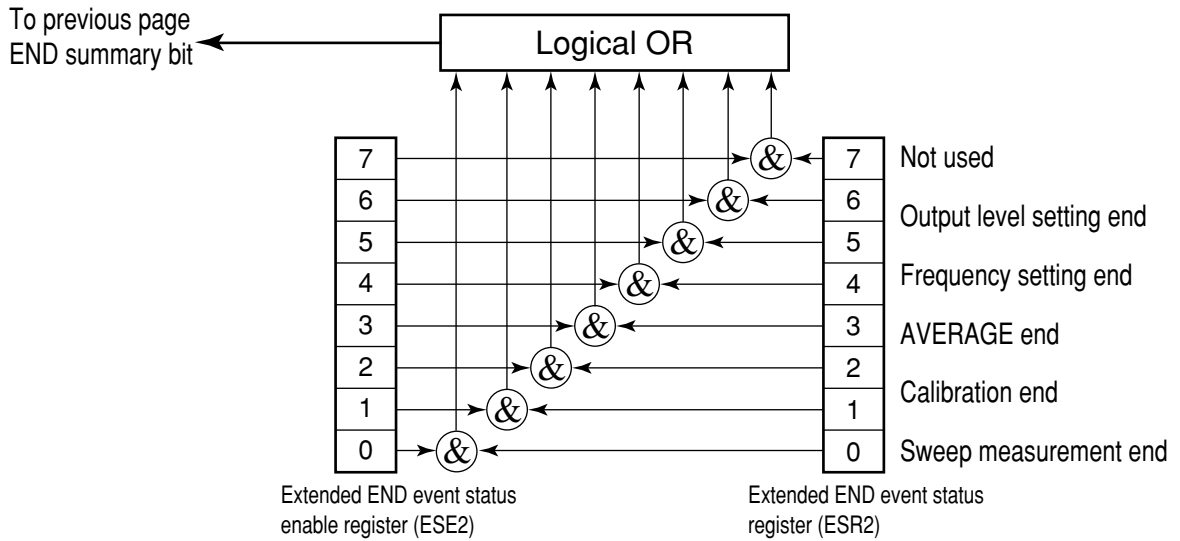 To previous page
END summary bit
Logical OR
7 & 7 Not used
6 & 6
Output level setting end
5 & 5
4 & 4 Frequency setting end
3 & 3 AVERAGE end
2 & 2
Calibration end
1 & 1
0 & 0 Sweep measurement end
Extended END event status
enable register (ESE2)
Extended END event status
register (ESR2)